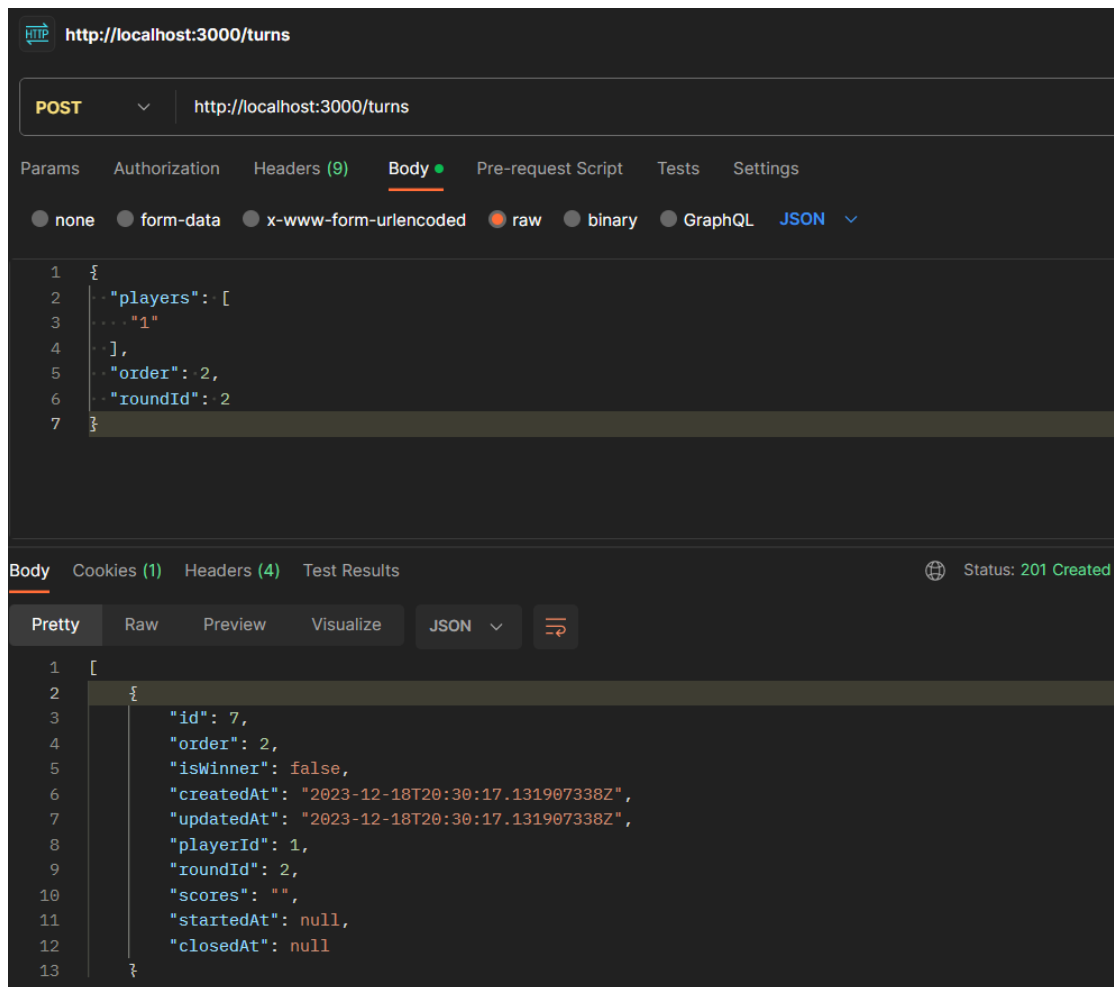 HTTP http://localhost:3000/turns
POST http://localhost:3000/turns
Params Authorization Headers (9) Body Pre-request Script Tests Settings
none form-data x-www-form-urlencoded raw binary GraphQL JSON
1 {
2 "players": [
3 "1"
4 ],
5 "order": 2,
6 "roundId": 2
7 }
Body Cookies (1) Headers (4) Test Results Status: 201 Created
Pretty Raw Preview Visualize JSON
1 [
2 {
3 "id": 7,
4 "order": 2,
5 "isWinner": false,
6 "createdAt": "2023-12-18T20:30:17.131907338Z",
7 "updatedAt": "2023-12-18T20:30:17.131907338Z",
8 "playerId": 1,
9 "roundId": 2,
10 "scores": "",
11 "startedAt": null,
12 "closedAt": null
13 }